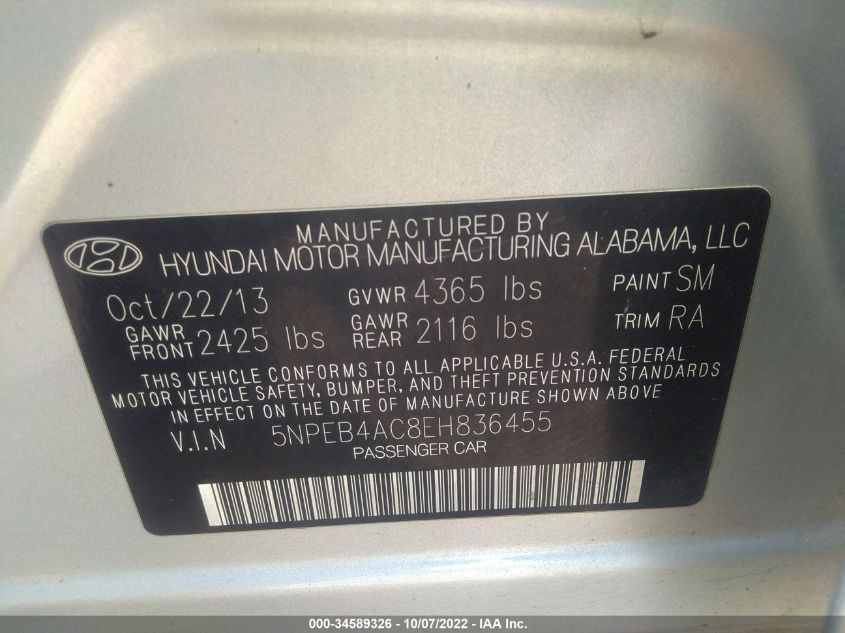 MANUFACTURED BY
HYUNDAI MOTOR MANUFACTURING ALABAMA, LLC
Oct/22/13 GVWR 4365 lbs PAINT SM
GAWR FRONT 2425 lbs GAWR REAR 2116 lbs TRIM RA
THIS VEHICLE CONFORMS TO ALL APPLICABLE U.S.A. FEDERAL
MOTOR VEHICLE SAFETY, BUMPER, AND THEFT PREVENTION STANDARDS
IN EFFECT ON THE DATE OF MANUFACTURE SHOWN ABOVE
V.I.N 5NPEB4AC8EH836455
PASSENGER CAR
000-34589326 - 10/07/2022 - IAA Inc.